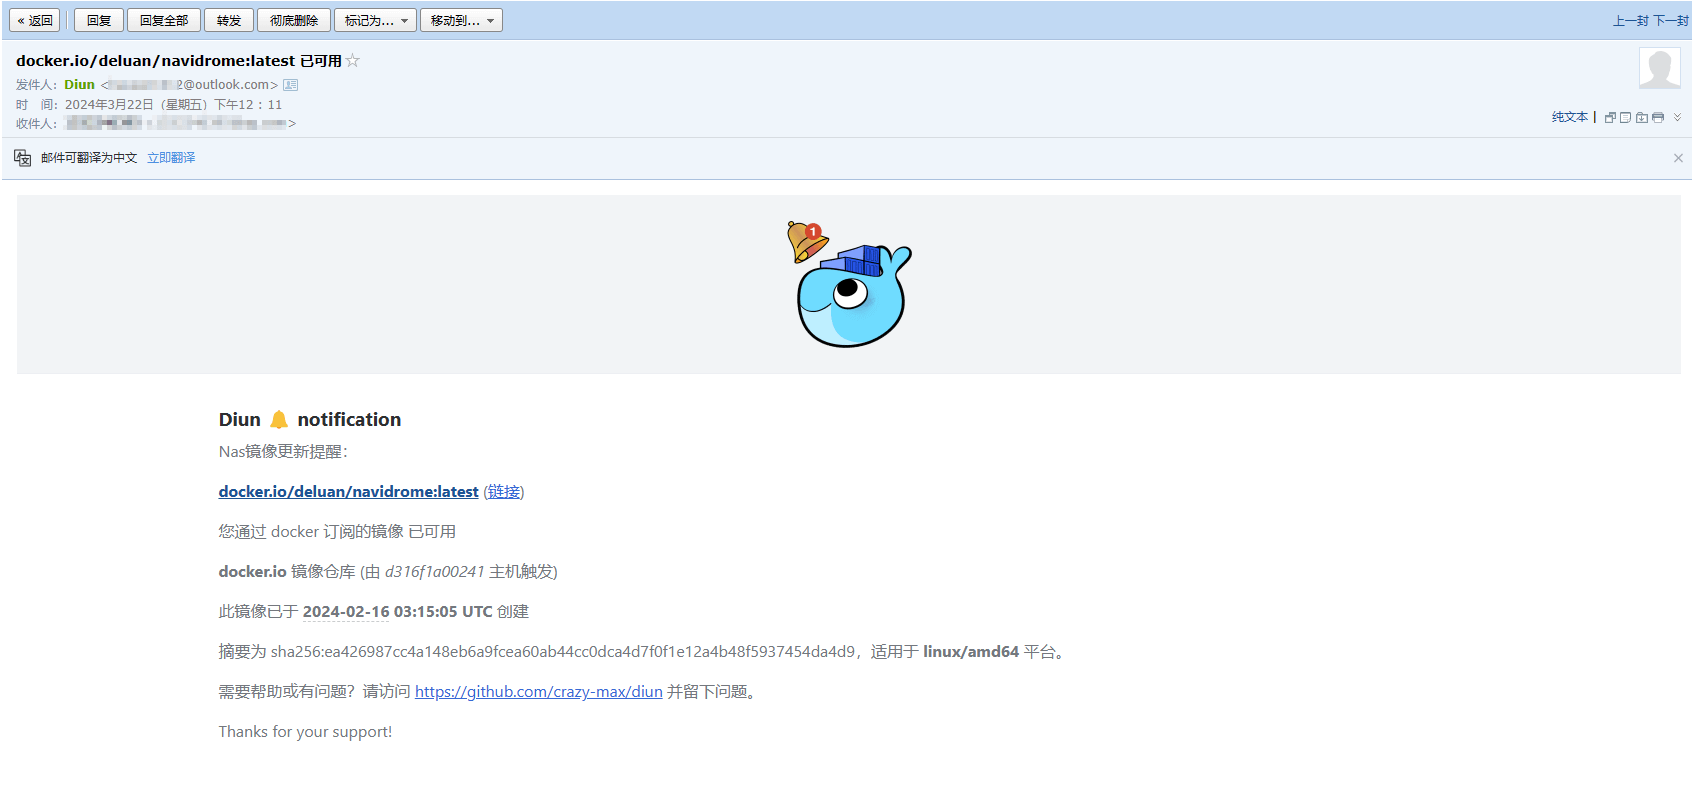 « 返回 回复 回复全部 转发 彻底删除 标记为... 移动到... 上一封 下一封
docker.io/deluan/navidrome:latest 已可用
发件人：Diun < 2@outlook.com>
时 间：2024年3月22日（星期五）下午12：11
收件人： >
纯文本 |
邮件可翻译为中文 立即翻译
1
Diun notification
Nas镜像更新提醒：
docker.io/deluan/navidrome:latest (链接)
您通过 docker 订阅的镜像 已可用
docker.io 镜像仓库 (由 d316f1a00241 主机触发)
此镜像已于 2024-02-16 03:15:05 UTC 创建
摘要为 sha256:ea426987cc4a148eb6a9fcea60ab44cc0dca4d7f0f1e12a4b48f5937454da4d9，适用于 linux/amd64 平台。
需要帮助或有问题？请访问 https://github.com/crazy-max/diun 并留下问题。
Thanks for your support!